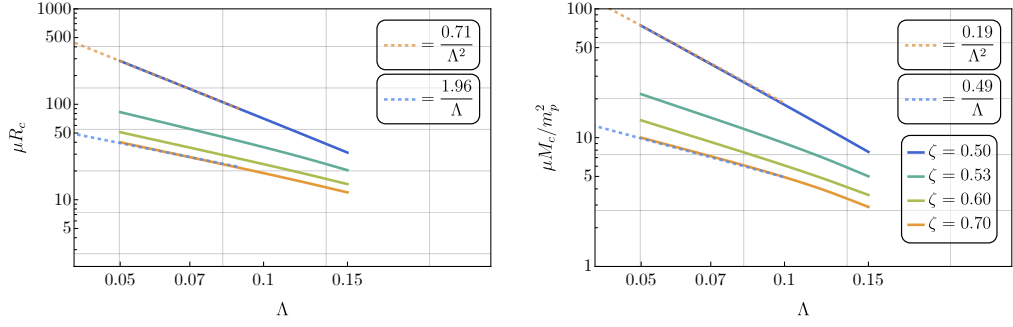 1000
500
100
50
10
5
μR_c
0.05 0.07 0.1 0.15
Λ
= 0.71/Λ²
= 1.96/Λ
100
50
10
5
1
μM_c/m_p²
0.05 0.07 0.1 0.15
Λ
= 0.19/Λ²
= 0.49/Λ
ζ = 0.50
ζ = 0.53
ζ = 0.60
ζ = 0.70